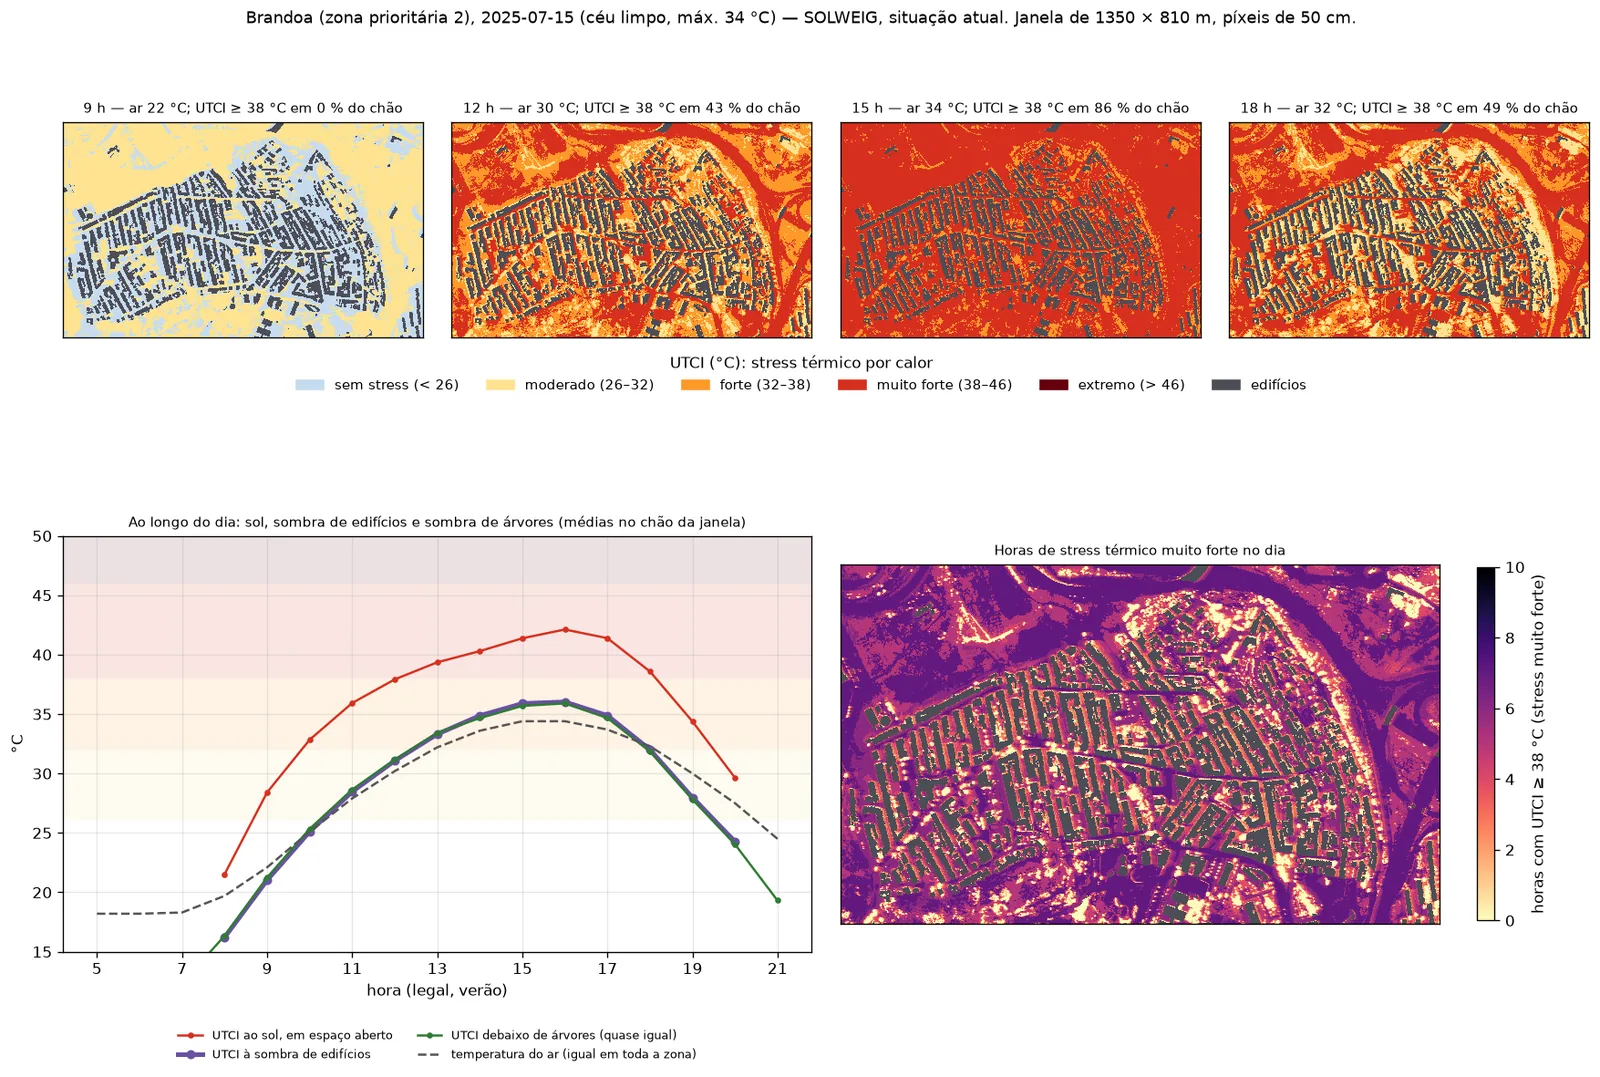 Brandoa (zona prioritária 2), 2025-07-15 (céu limpo, máx. 34 °C) — SOLWEIG, situação atual. Janela de 1350 × 810 m, píxeis de 50 cm.
9 h — ar 22 °C; UTCI ≥ 38 °C em 0 % do chão
12 h — ar 30 °C; UTCI ≥ 38 °C em 43 % do chão
15 h — ar 34 °C; UTCI ≥ 38 °C em 86 % do chão
18 h — ar 32 °C; UTCI ≥ 38 °C em 49 % do chão
UTCI (°C): stress térmico por calor
sem stress (< 26)
moderado (26–32)
forte (32–38)
muito forte (38–46)
extremo (> 46)
edifícios
Ao longo do dia: sol, sombra de edifícios e sombra de árvores (médias no chão da janela)
50
45
40
35
30
25
20
15
°C
5
7
9
11
13
15
17
19
21
hora (legal, verão)
UTCI ao sol, em espaço aberto
UTCI à sombra de edifícios
UTCI debaixo de árvores (quase igual)
temperatura do ar (igual em toda a zona)
Horas de stress térmico muito forte no dia
10
8
6
4
2
0
horas com UTCI ≥ 38 °C (stress muito forte)